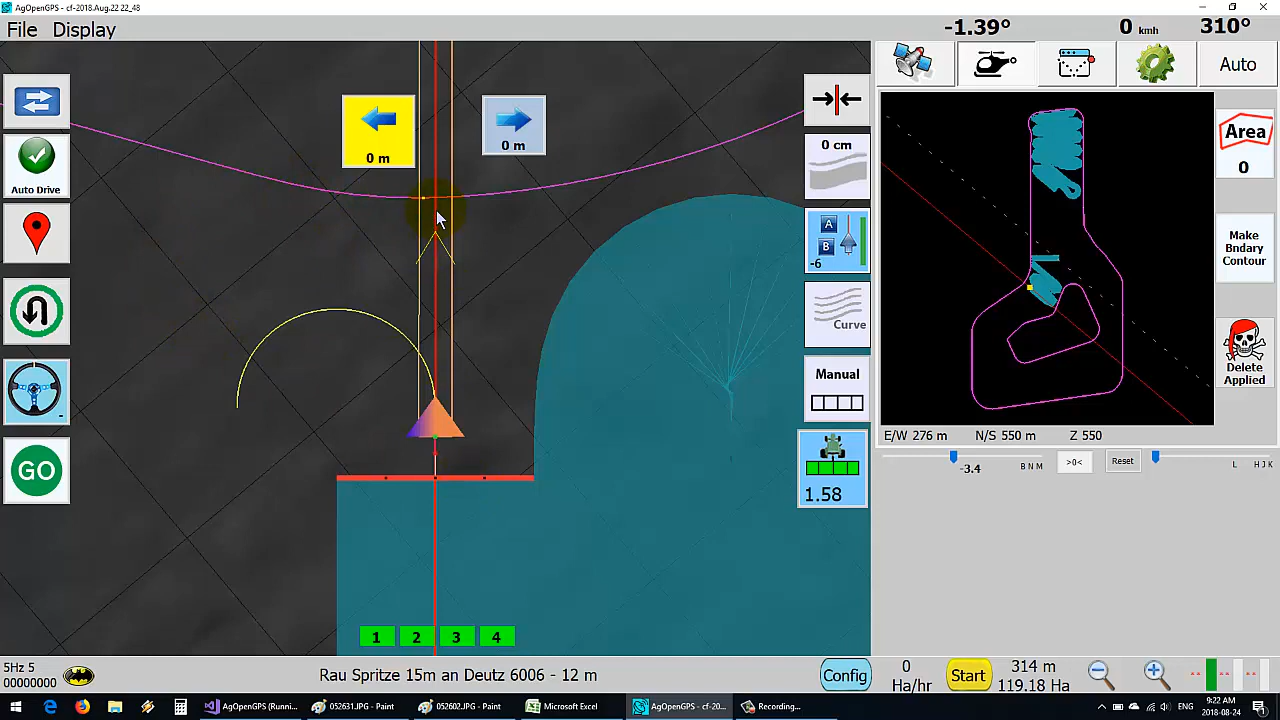 AgOpenGPS - cf-2018.Aug.22 22_48
File Display
-1.39° 0 kmh 310°
Auto
0 m
0 m
0 cm
Auto Drive
A
B
-6
Curve
Manual
GO
1.58
1 2 3 4
Area
0
Make
Bndary
Contour
Delete
Applied
E/W 276 m N/S 550 m Z 550
-3.4 B N M >0< Reset L H J K
5Hz 5
00000000
Rau Spritze 15m an Deutz 6006 - 12 m
Config
0
Ha/hr
Start
314 m
119.18 Ha
AgOpenGPS (Runni...
052631.JPG - Paint
052602.JPG - Paint
Microsoft Excel
AgOpenGPS - cf-20...
Recording...
ENG
9:22 AM
2018-08-24